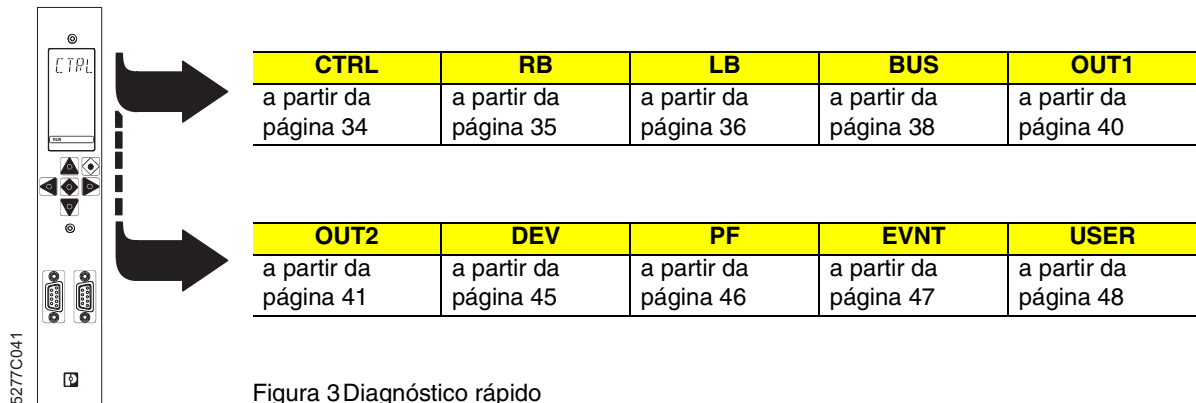 CTRL
RUN
CTRL RB LB BUS OUT1
a partir da a partir da a partir da a partir da a partir da
página 34 página 35 página 36 página 38 página 40
OUT2 DEV PF EVNT USER
a partir da a partir da a partir da a partir da a partir da
página 41 página 45 página 46 página 47 página 48
5277C041
Figura 3 Diagnóstico rápido